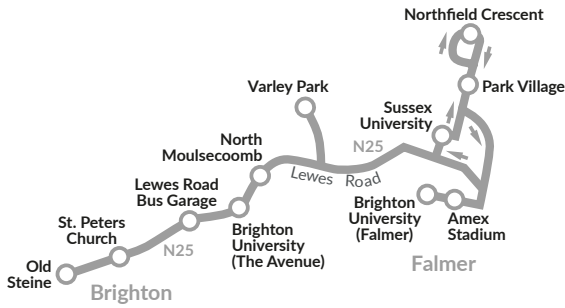 Northfield Crescent
Park Village
Varley Park
Sussex
University
North
Moulsecoomb
N25
Lewes Road
Lewes Road
Bus Garage
Brighton
University
(Falmer)
Amex
Stadium
St. Peters
Church
Brighton
University
(The Avenue)
N25
Falmer
Old
Steine
Brighton